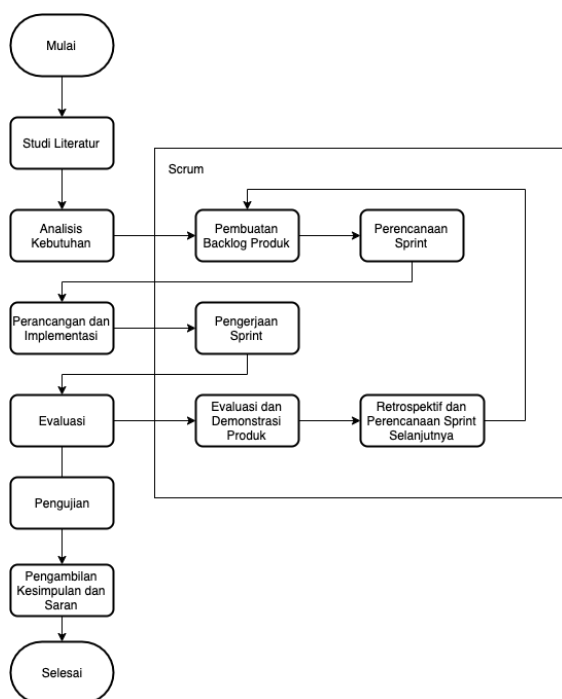 Mulai
Studi Literatur
Scrum
Analisis
Kebutuhan
Pembuatan
Backlog Produk
Perencanaan
Sprint
Perancangan dan
Implementasi
Pengerjaan
Sprint
Evaluasi
Evaluasi dan
Demonstrasi
Produk
Retrospektif dan
Perencanaan Sprint
Selanjutnya
Pengujian
Pengambilan
Kesimpulan dan
Saran
Selesai